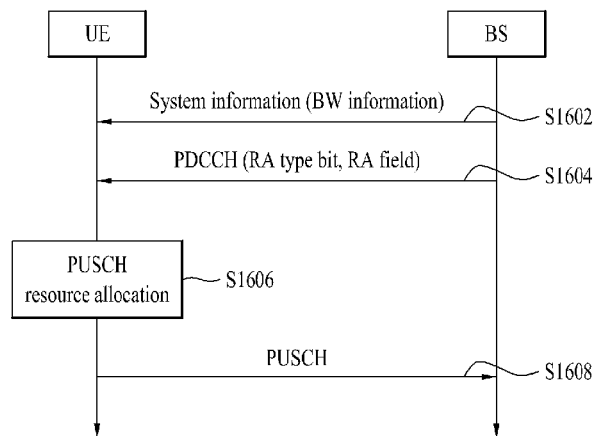 UE
BS
System information (BW information)
S1602
PDCCH (RA type bit, RA field)
S1604
PUSCH
resource allocation
S1606
PUSCH
S1608